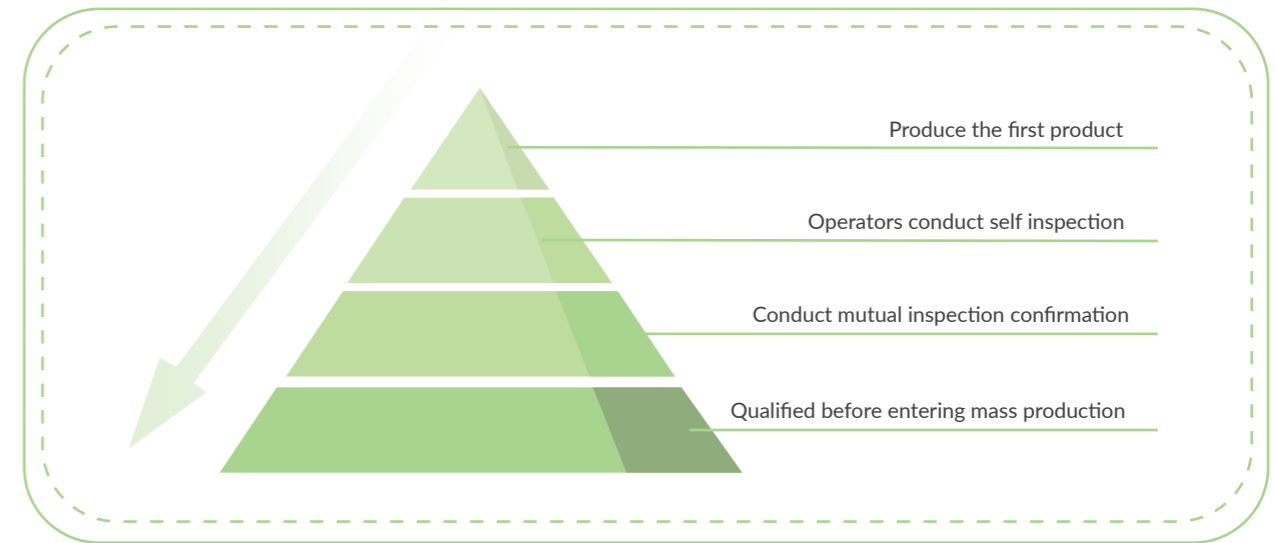 Produce the first product
Operators conduct self inspection
Conduct mutual inspection confirmation
Qualified before entering mass production